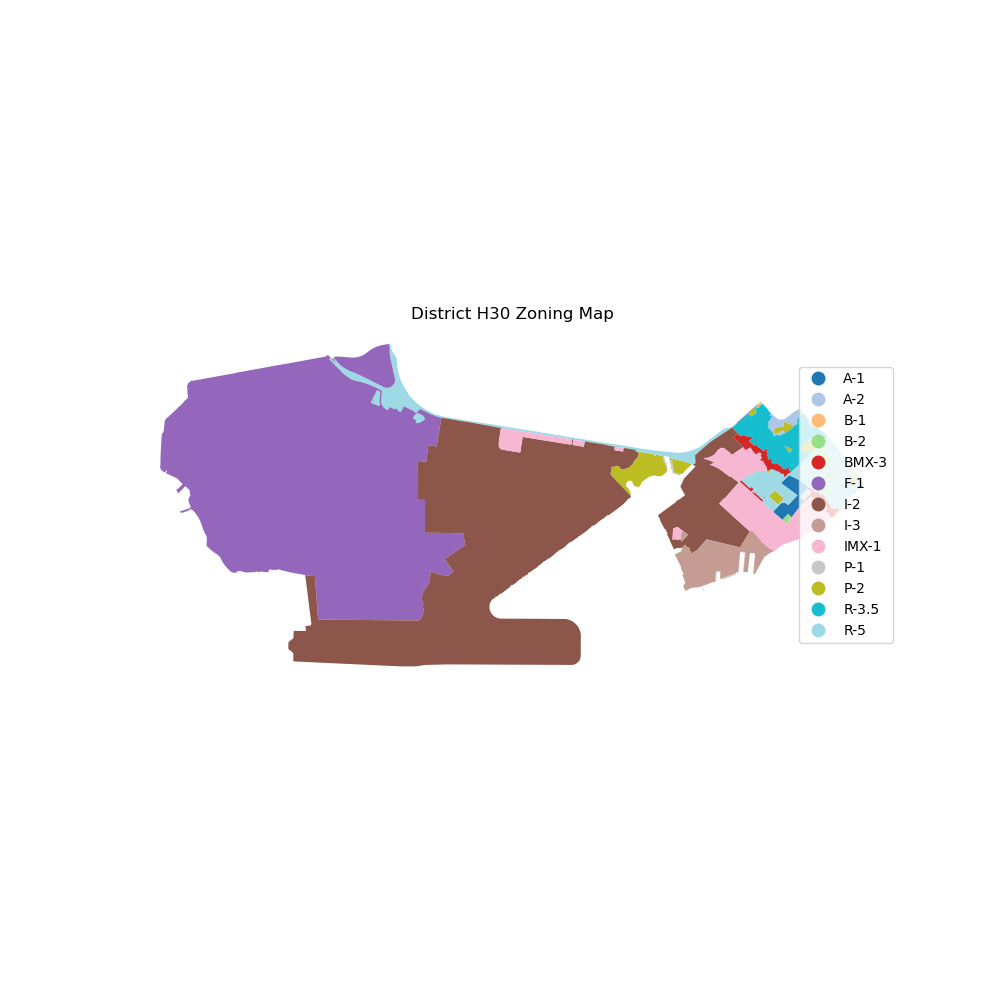 District H30 Zoning Map
A-1
A-2
B-1
B-2
BMX-3
F-1
I-2
I-3
IMX-1
P-1
P-2
R-3.5
R-5